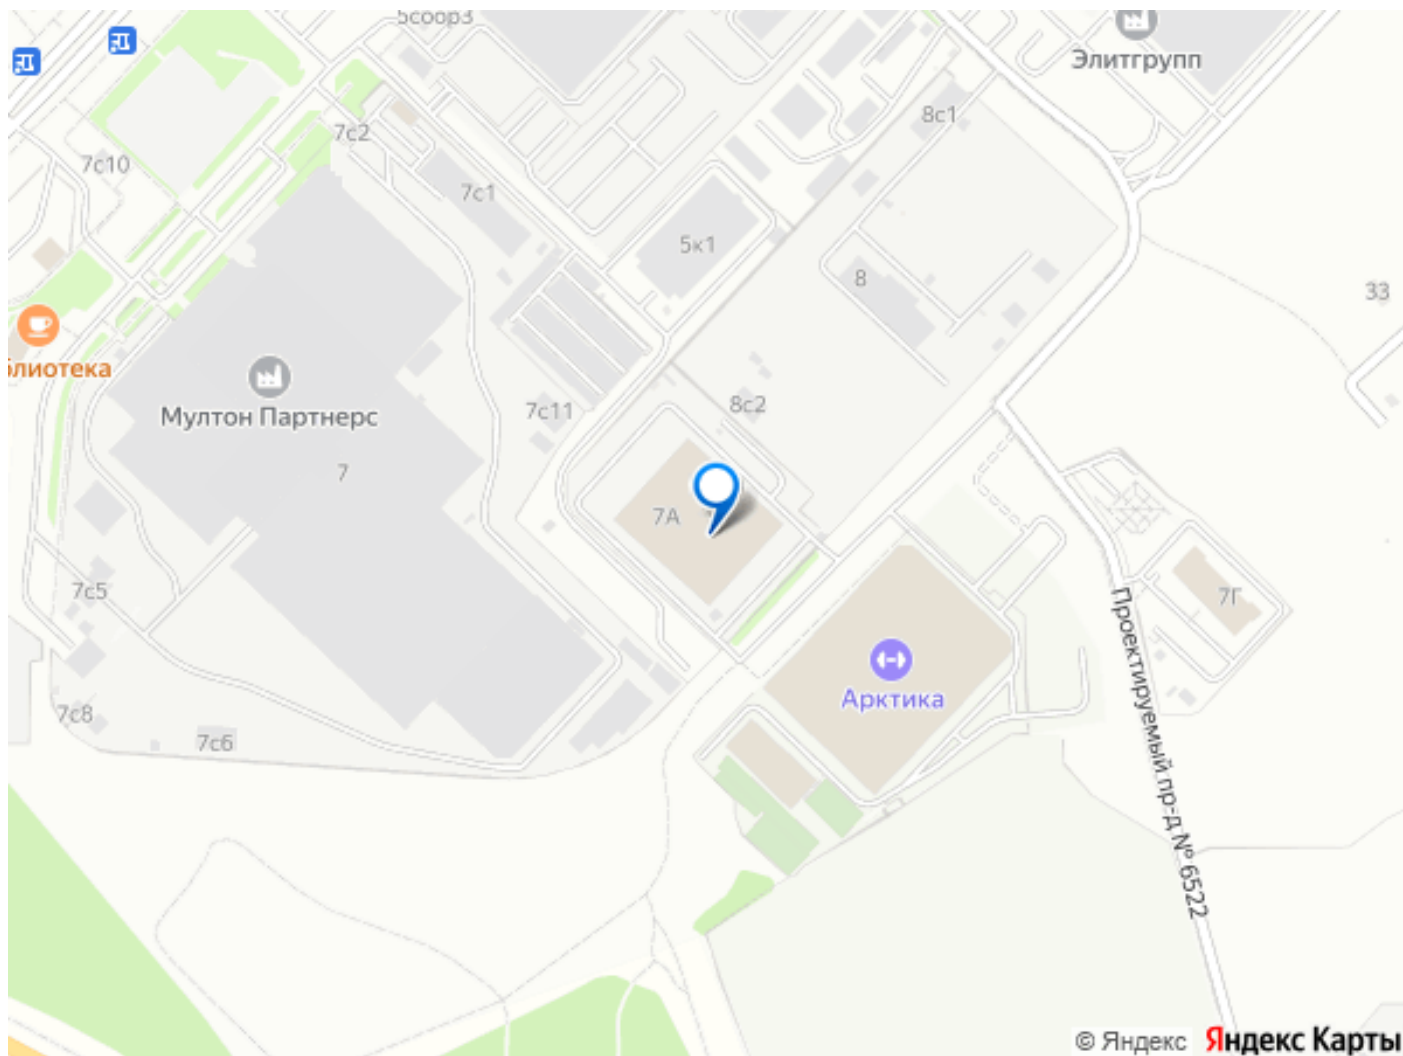 5соор3
Элитгрупп
8с1
7с2
7с10
7с1
5к1
8
33
блиотека
Мултон Партнерс
7с11
8с2
7
7А
7с5
7Г
Проектируемый пр-д № 6522
Арктика
7с8
7с6
© Яндекс Яндекс Карты